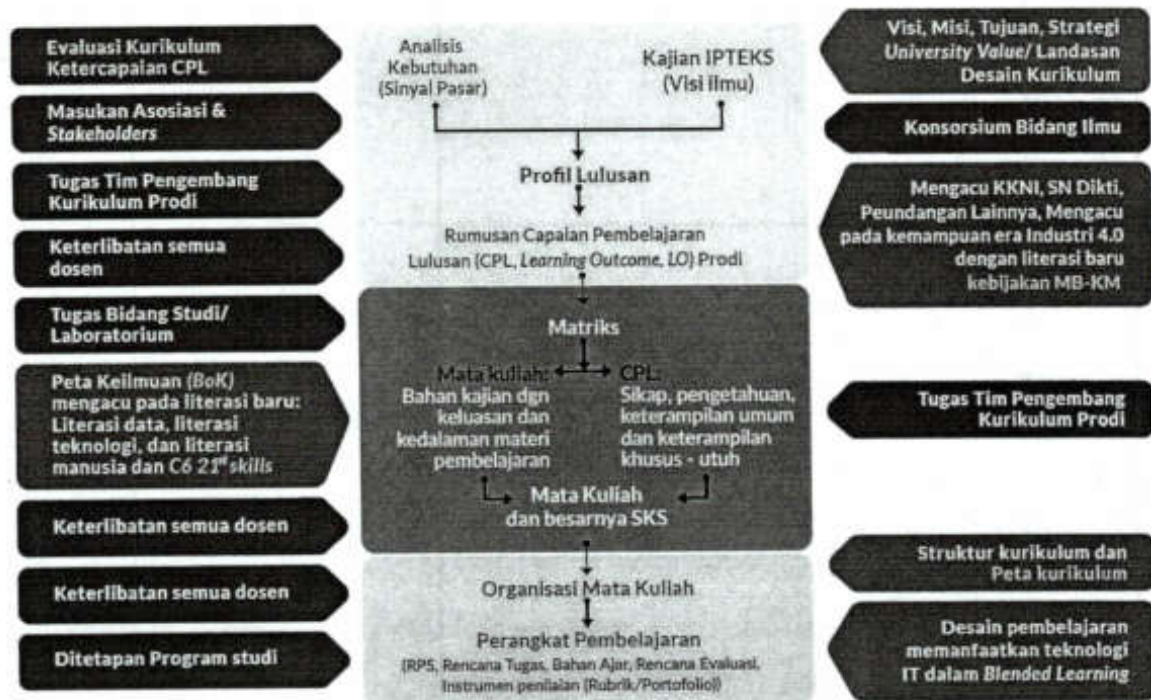 Evaluasi Kurikulum
Ketercapaian CPL
Masukan Asosiasi &
Stakeholders
Tugas Tim Pengembang
Kurikulum Prodi
Keterlibatan semua
dosen
Tugas Bidang Studi/
Laboratorium
Peta Keilmuan (BoK)
mengacu pada literasi baru:
Literasi data, literasi
teknologi, dan literasi
manusia dan C6 21st skills
Keterlibatan semua dosen
Keterlibatan semua dosen
Ditetapan Program studi
Analisis
Kebutuhan
(Sinyal Pasar)
Kajian IPTEKS
(Visi ilmu)
Profil Lulusan
Rumusan Capaian Pembelajaran
Lulusan (CPL, Learning Outcome, LO) Prodi
Matriks
Mata kuliah:
Bahan kajian dgn
keluasan dan
kedalaman materi
pembelajaran
CPL:
Sikap, pengetahuan,
keterampilan umum
dan keterampilan
khusus - utuh
Mata Kuliah
dan besarnya SKS
Organisasi Mata Kuliah
Perangkat Pembelajaran
(RPS, Rencana Tugas, Bahan Ajar, Rencana Evaluasi,
Instrumen penilaian (Rubrik/Portofolio))
Visi, Misi, Tujuan, Strategi
University Value/ Landasan
Desain Kurikulum
Konsorsium Bidang Ilmu
Mengacu KKNI, SN Dikti,
Peundangan Lainnya, Mengacu
pada kemampuan era Industri 4.0
dengan literasi baru
kebijakan MB-KM
Tugas Tim Pengembang
Kurikulum Prodi
Struktur kurikulum dan
Peta kurikulum
Desain pembelajaran
memanfaatkan teknologi
IT dalam Blended Learning